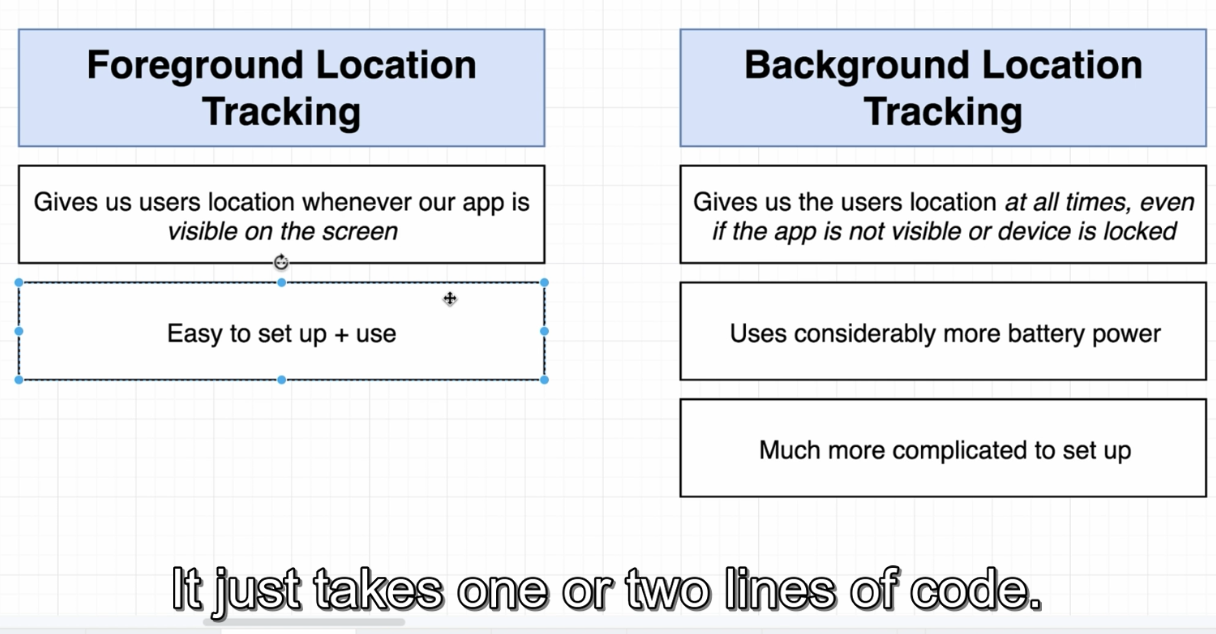 Foreground Location
Tracking
Gives us users location whenever our app is
visible on the screen
Easy to set up + use
Background Location
Tracking
Gives us the users location at all times, even
if the app is not visible or device is locked
Uses considerably more battery power
Much more complicated to set up
It just takes one or two lines of code.